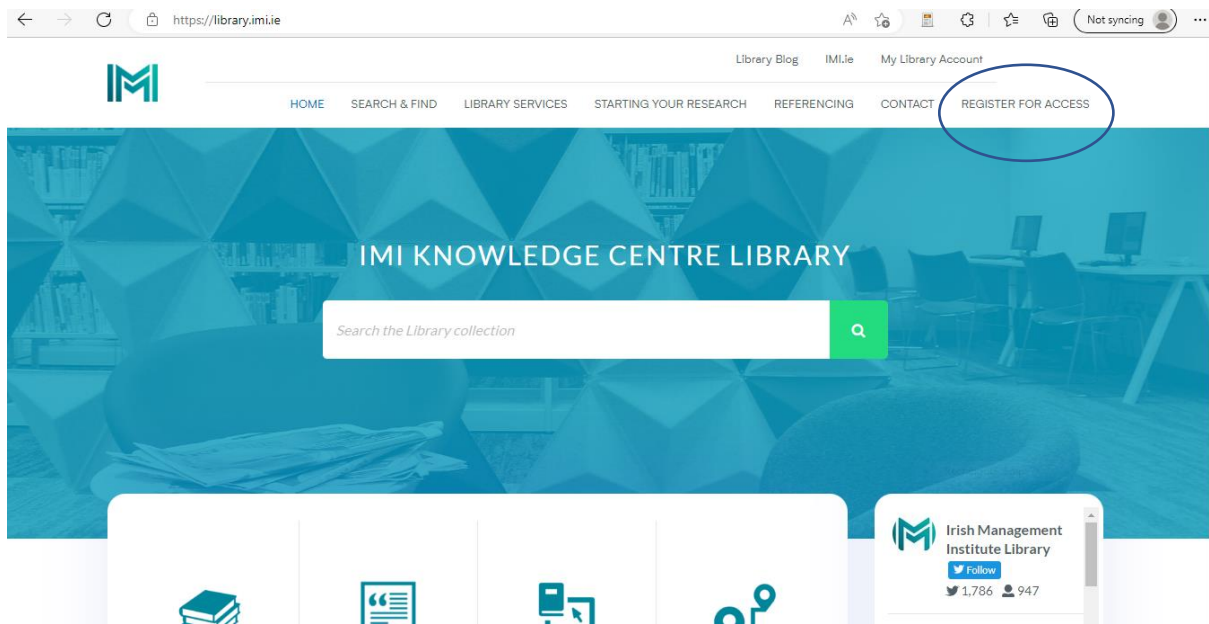 https://library.imi.ie
Not syncing
Library Blog IMI.ie My Library Account
IMI
HOME SEARCH & FIND LIBRARY SERVICES STARTING YOUR RESEARCH REFERENCING CONTACT REGISTER FOR ACCESS
IMI KNOWLEDGE CENTRE LIBRARY
Search the Library collection
Irish Management
Institute Library
Follow
1,786 947